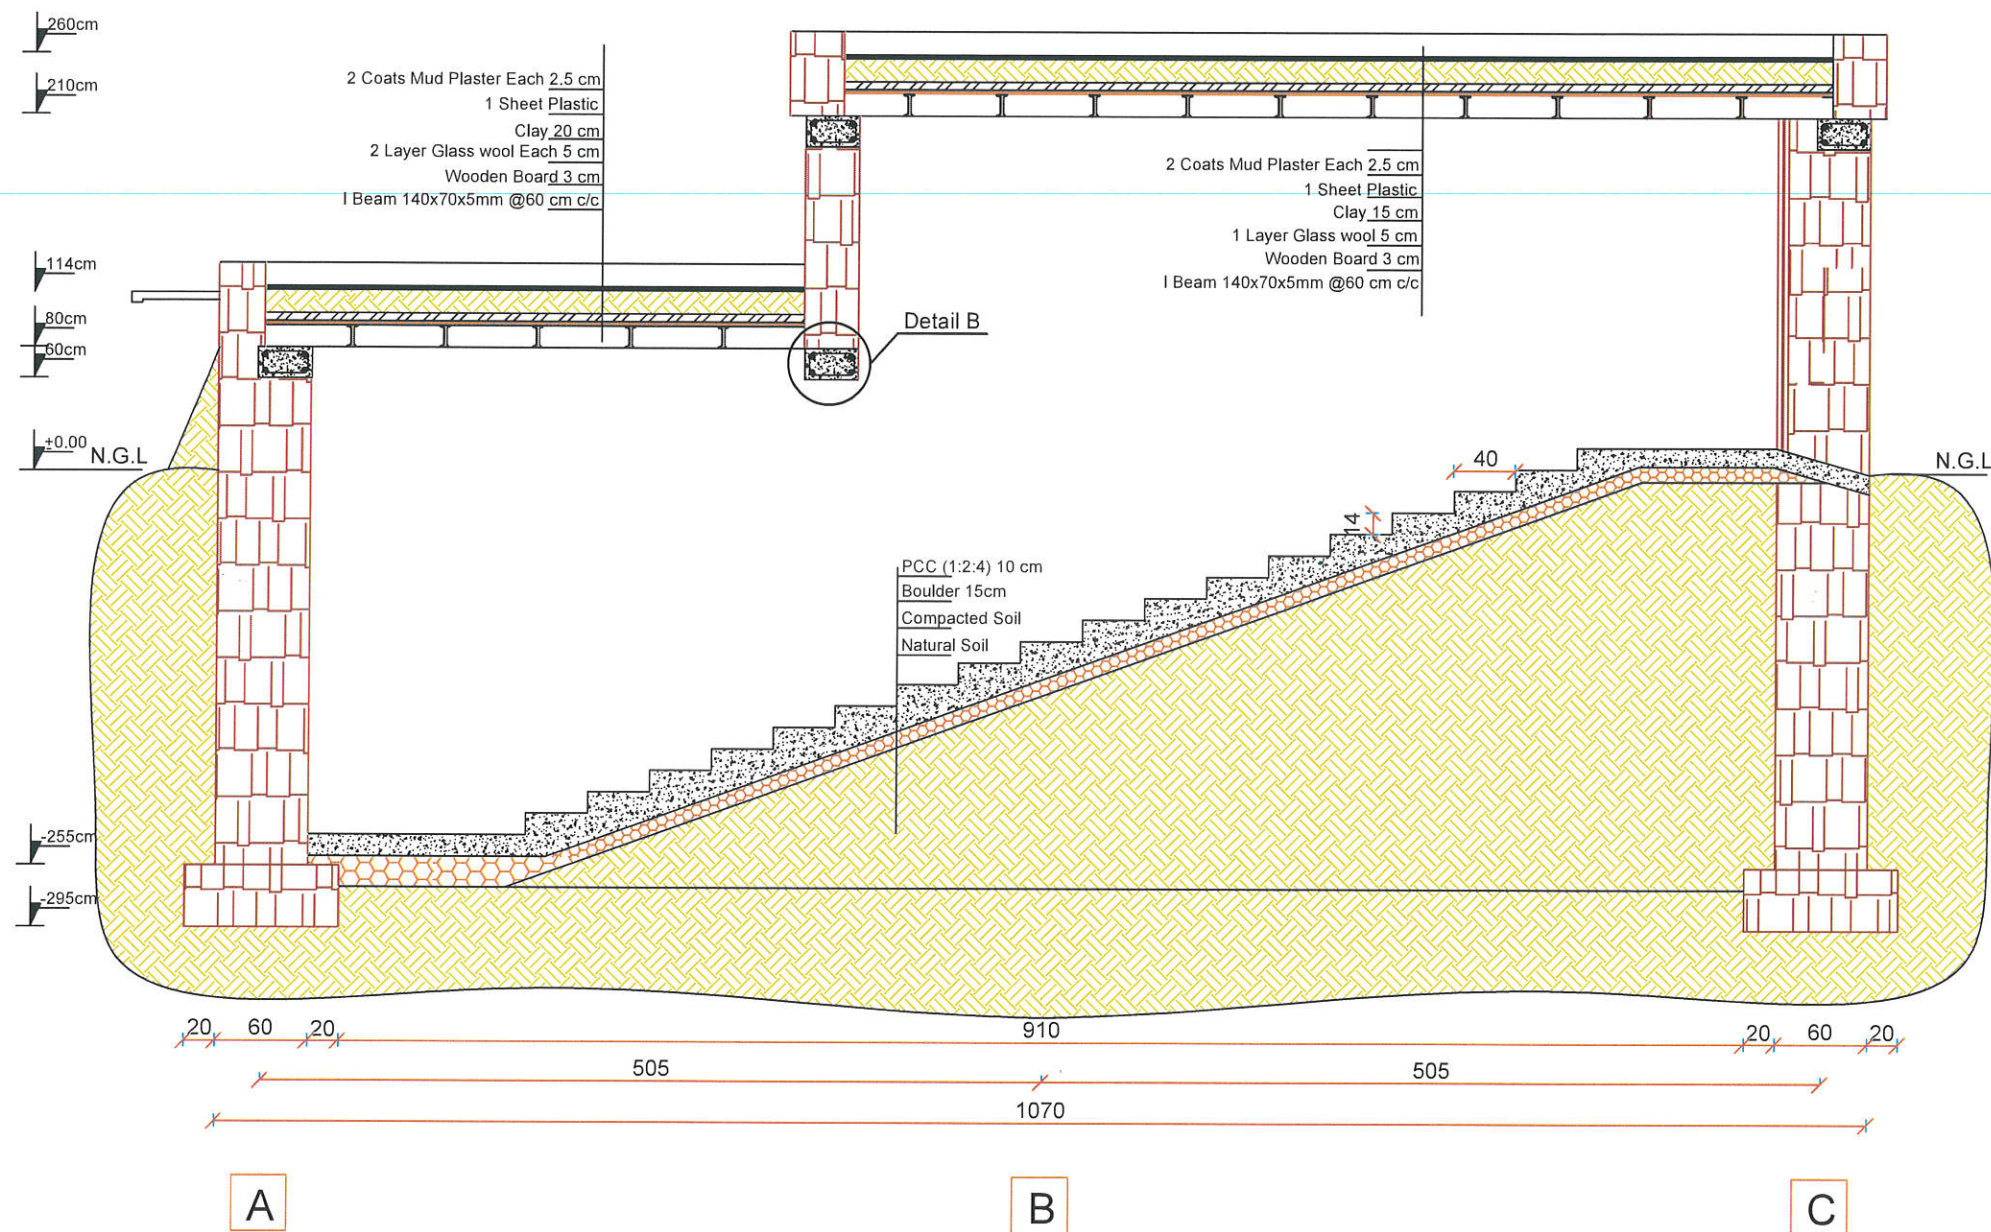 260cm
210cm
2 Coats Mud Plaster Each 2.5 cm
1 Sheet Plastic
Clay 20 cm
2 Layer Glass wool Each 5 cm
Wooden Board 3 cm
I Beam 140x70x5mm @60 cm c/c
2 Coats Mud Plaster Each 2.5 cm
1 Sheet Plastic
Clay 15 cm
1 Layer Glass wool 5 cm
Wooden Board 3 cm
I Beam 140x70x5mm @60 cm c/c
114cm
80cm
60cm
Detail B
±0.00
N.G.L
N.G.L
40
14
PCC (1:2:4) 10 cm
Boulder 15cm
Compacted Soil
Natural Soil
-255cm
-295cm
20 60 20 910 20 60 20
505 505
1070
A B C